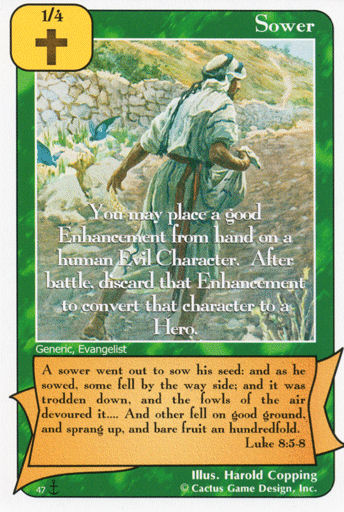 1/4
Sower
You may place a good
Enhancement from hand on a
human Evil Character. After
battle, discard that Enhancement
to convert that character to a
Hero.
Generic, Evangelist
A sower went out to sow his seed: and as he
sowed, some fell by the way side; and it was
trodden down, and the fowls of the air
devoured it.... And other fell on good ground,
and sprang up, and bare fruit an hundredfold.
Luke 8:5-8
Illus. Harold Copping
47
© Cactus Game Design, Inc.